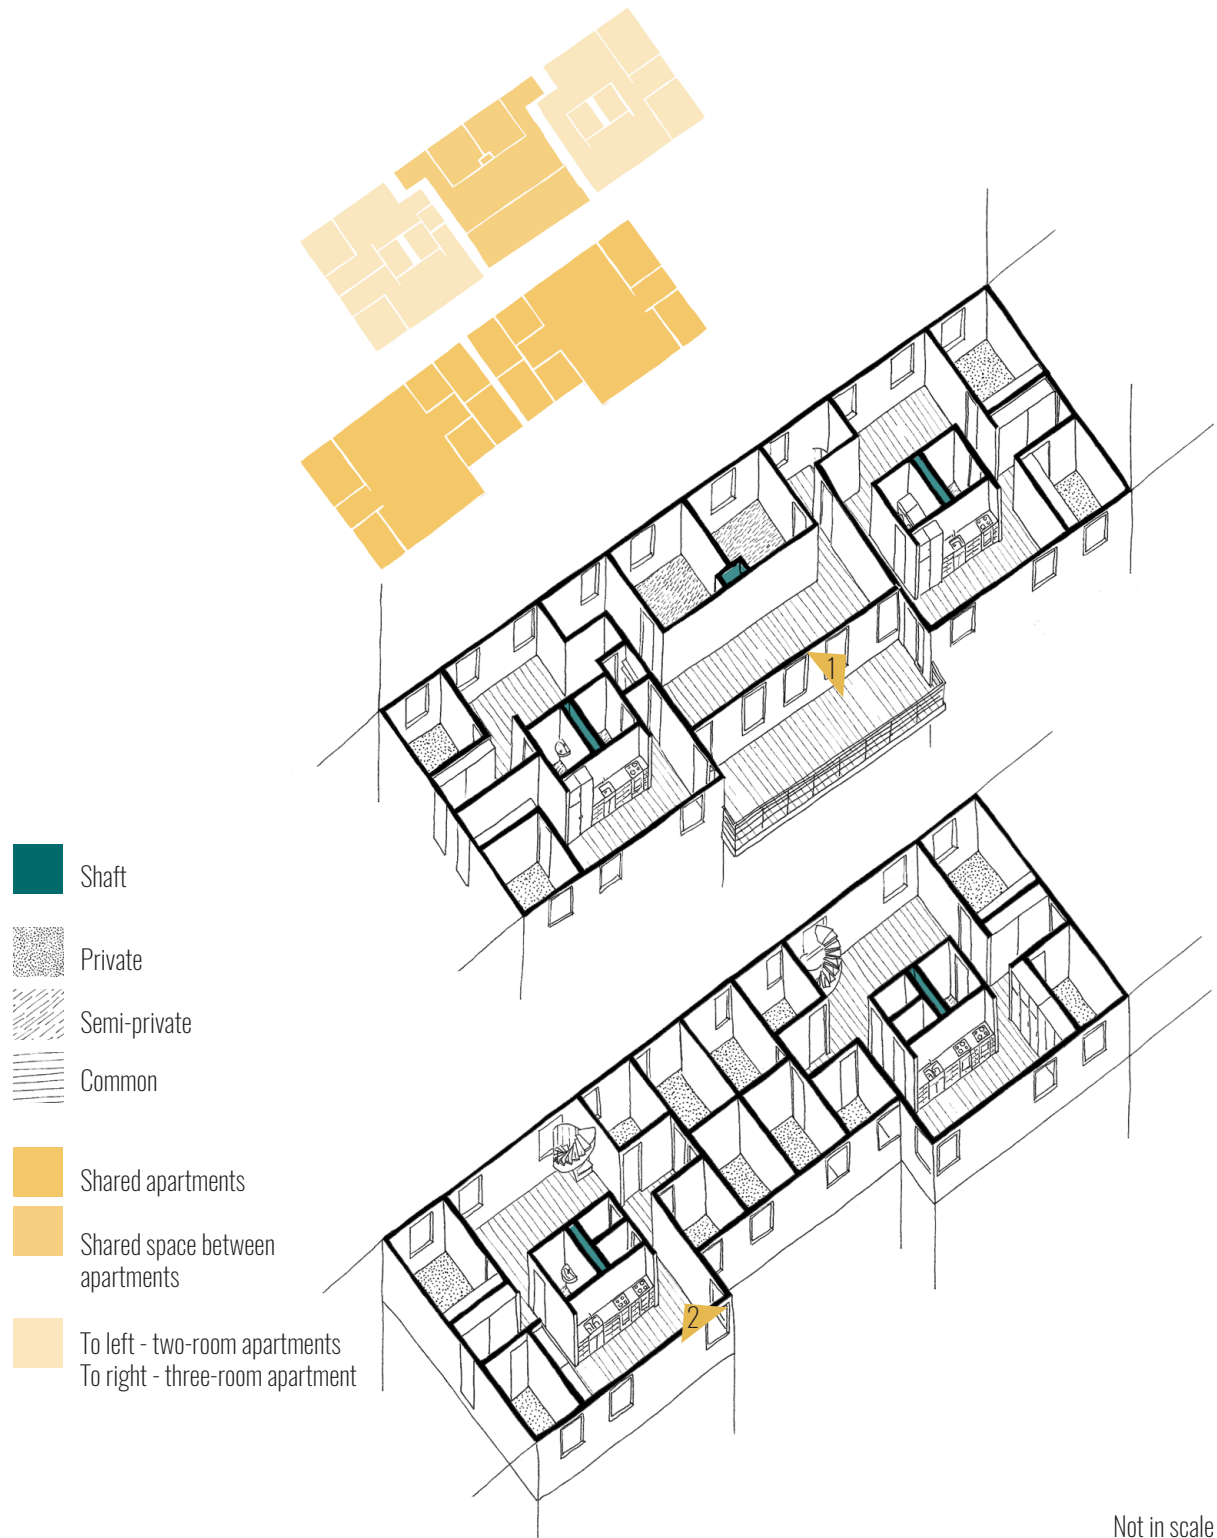 1
2
Shaft
Private
Semi-private
Common
Shared apartments
Shared space between
apartments
To left - two-room apartments
To right - three-room apartment
Not in scale